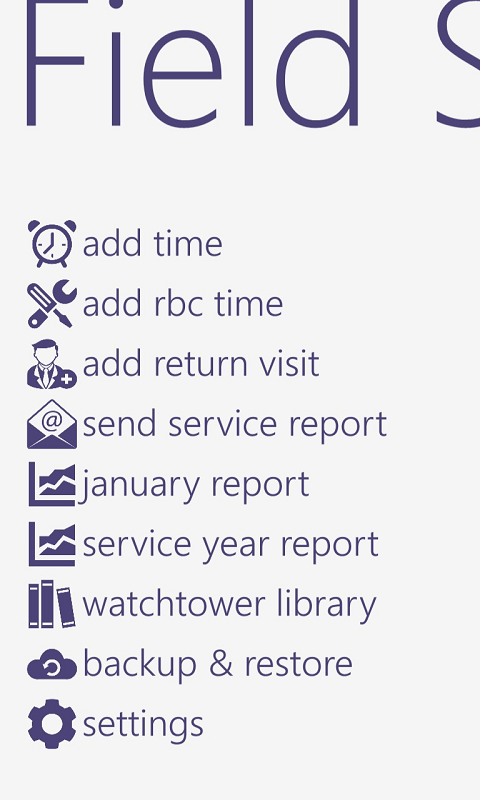 Field S
add time
add rbc time
add return visit
@
send service report
january report
service year report
watchtower library
backup & restore
settings